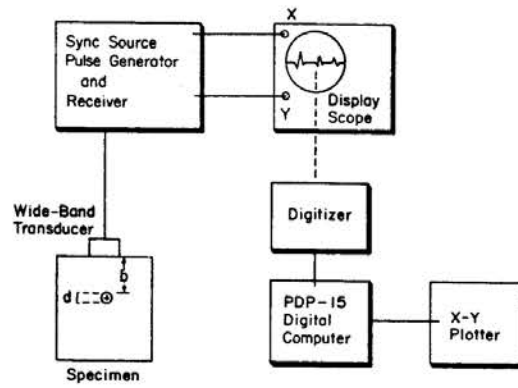 Sync Source
Pulse Generator
and
Receiver
X
Y
Display
Scope
Wide-Band
Transducer
b
d
Specimen
Digitizer
PDP-15
Digital
Computer
X-Y
Plotter